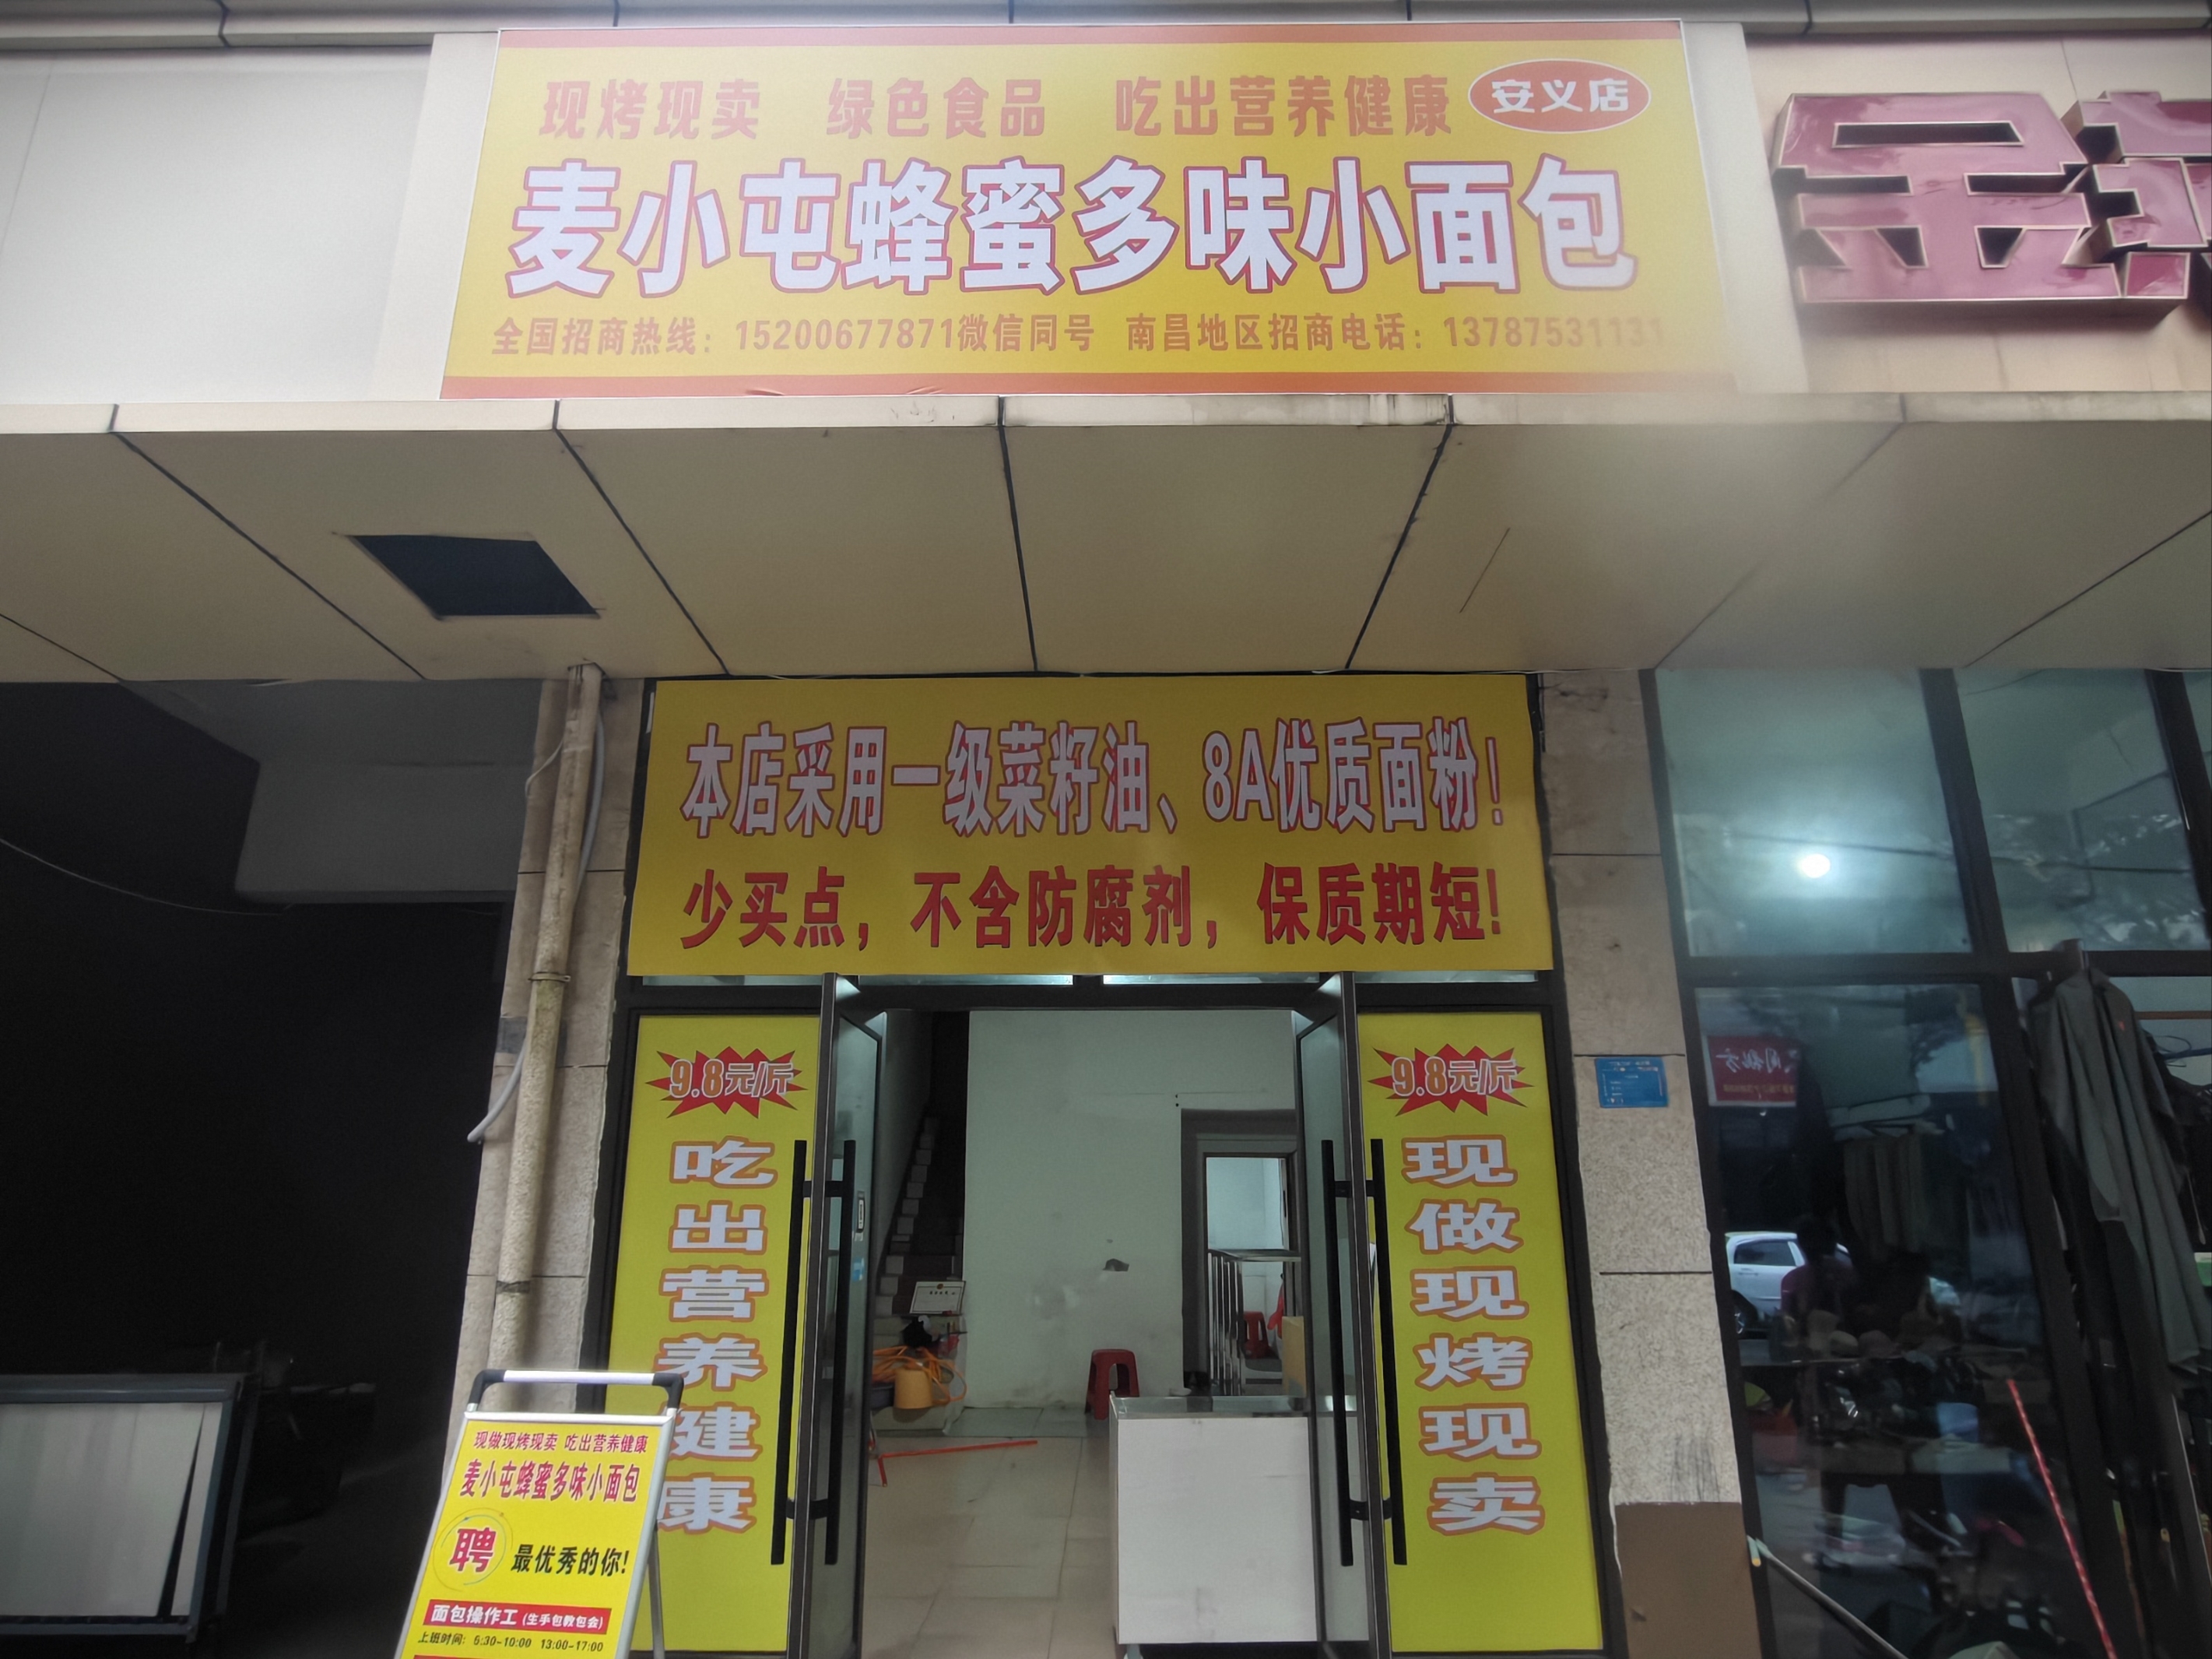 现烤现卖 绿色食品 吃出营养健康 安义店
麦小屯蜂蜜多味小面包
全国招商热线：15200677871微信同号 南昌地区招商电话：13787531131
金
本店采用一级菜籽油、8A优质面粉！
少买点，不含防腐剂，保质期短！
9.8元/斤
吃出营养健康
9.8元/斤
现做现烤现卖
现做现烤现卖 吃出营养健康
麦小屯蜂蜜多味小面包
聘 最优秀的你！
面包操作工（生手包教包会）
上班时间：6:30-10:00 13:00-17:00